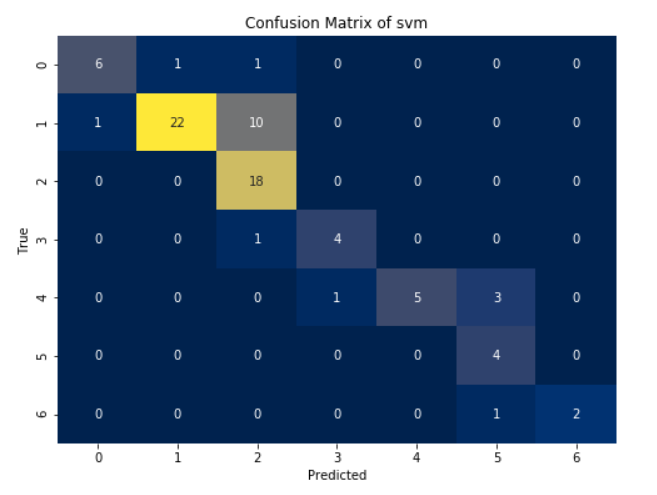 Confusion Matrix of svm
True
0 6 1 1 0 0 0 0
1 1 22 10 0 0 0 0
2 0 0 18 0 0 0 0
3 0 0 1 4 0 0 0
4 0 0 0 1 5 3 0
5 0 0 0 0 0 4 0
6 0 0 0 0 0 1 2
0 1 2 3 4 5 6
Predicted